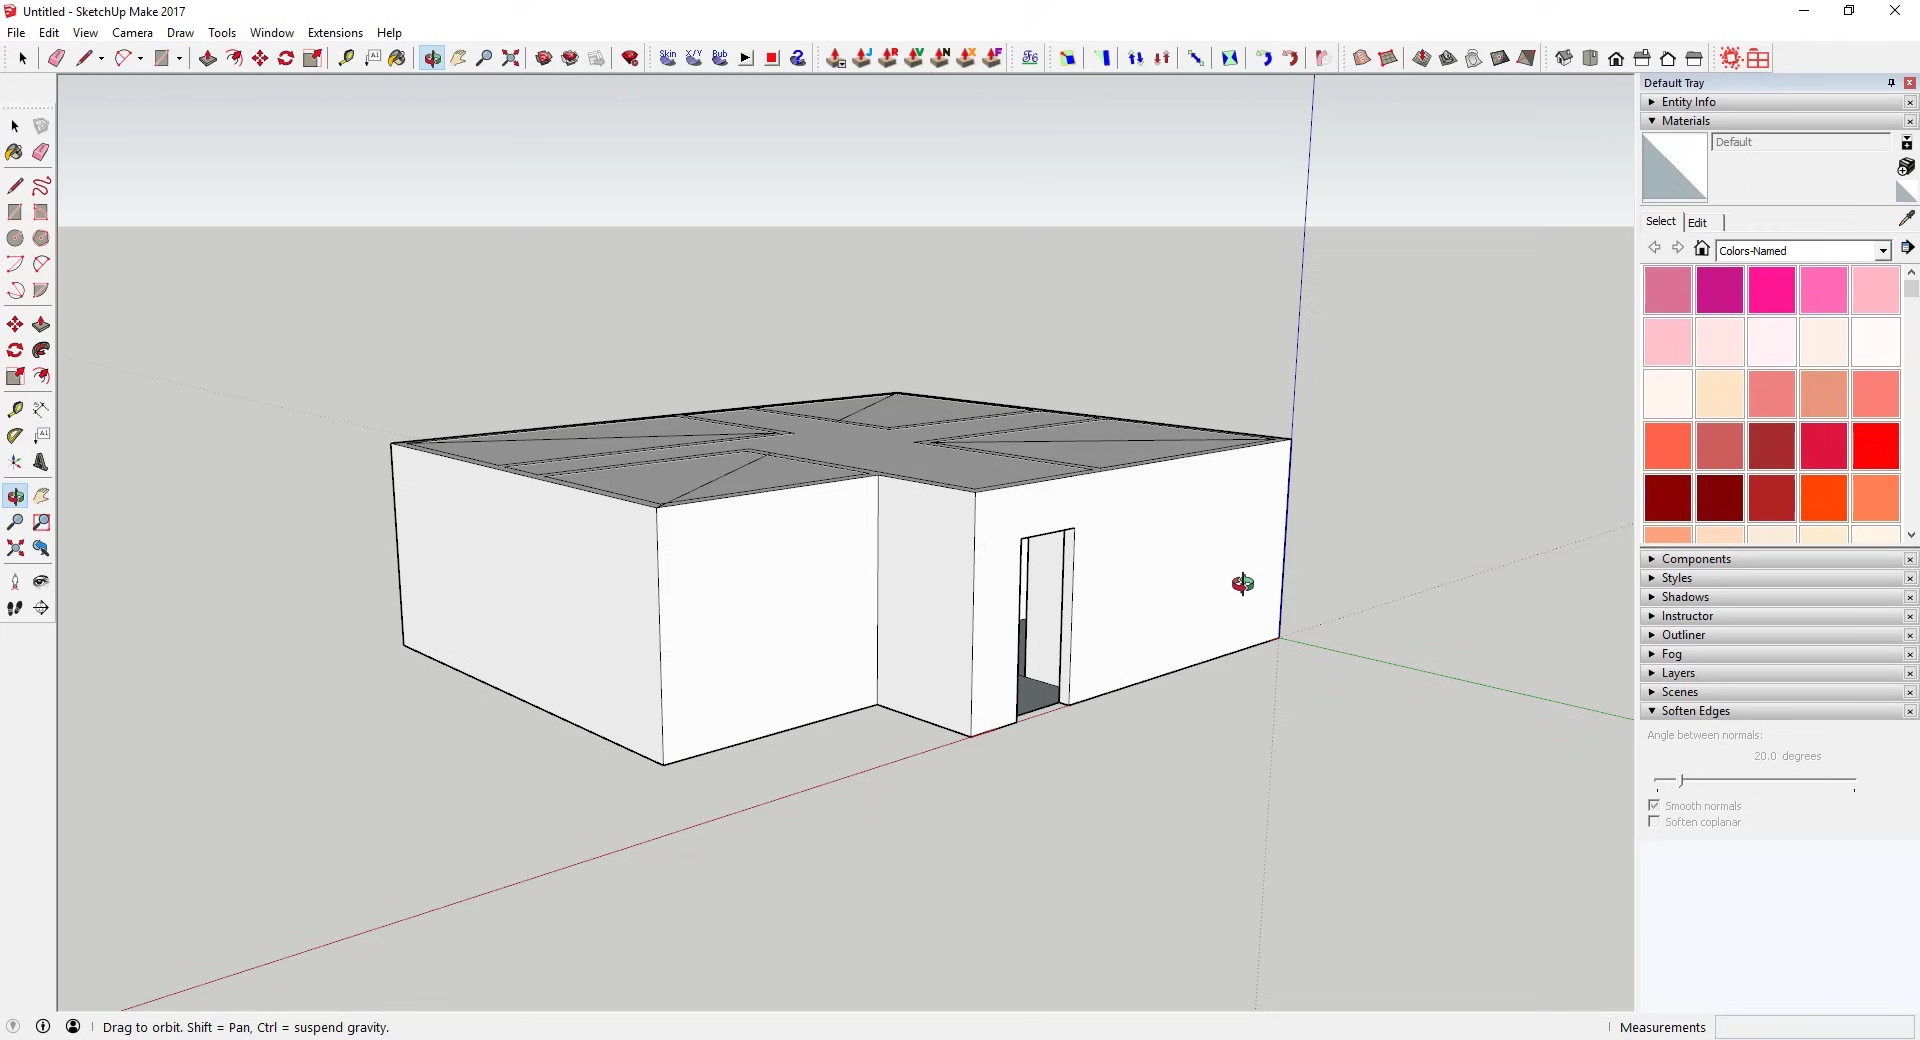 Untitled - SketchUp Make 2017
File Edit View Camera Draw Tools Window Extensions Help
Skin X/Y Bub
J R V N X F
Default Tray
Entity Info
Materials
Default
Select Edit
Colors-Named
Components
Styles
Shadows
Instructor
Outliner
Fog
Layers
Scenes
Soften Edges
Angle between normals:
20.0 degrees
Smooth normals
Soften coplanar
Drag to orbit. Shift = Pan, Ctrl = suspend gravity.
Measurements